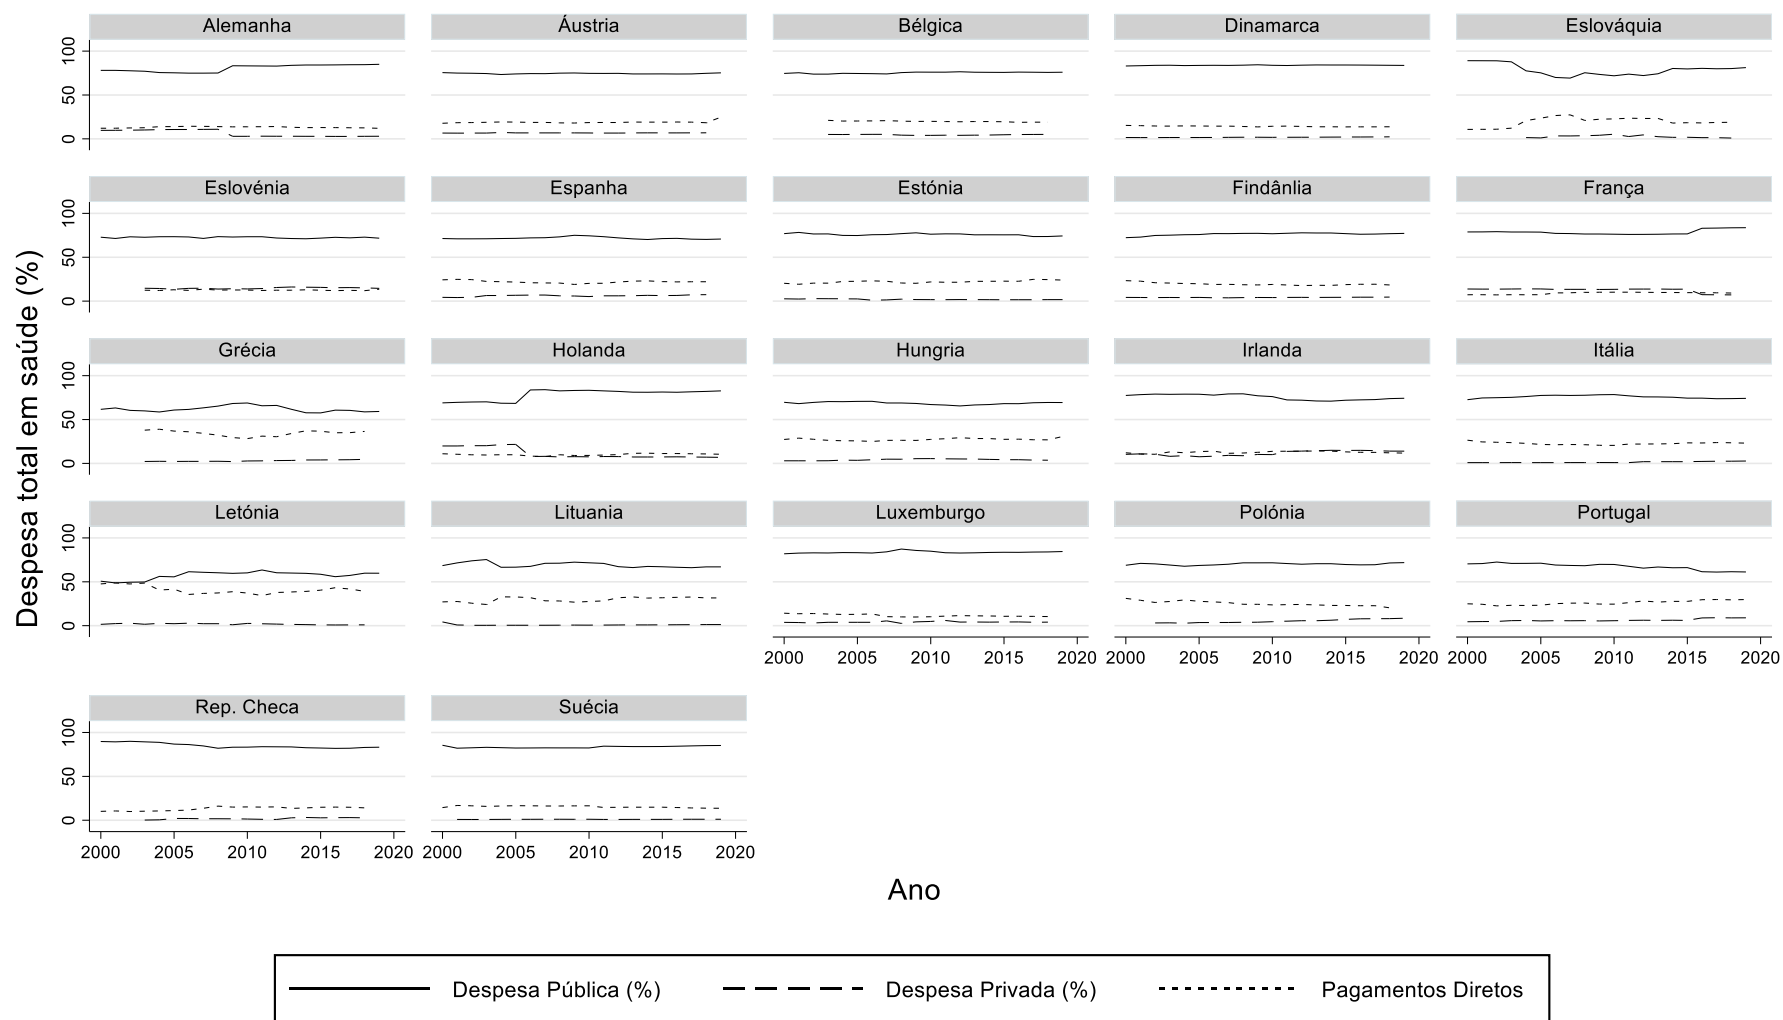 Alemanha Áustria Bélgica Dinamarca Eslováquia
100
50
0
Eslovénia Espanha Estónia Findânlia França
100
50
0
Grécia Holanda Hungria Irlanda Itália
100
50
0
Letónia Lituania Luxemburgo Polónia Portugal
100
50
0
2000 2005 2010 2015 2020 2000 2005 2010 2015 2020 2000 2005 2010 2015 2020
Rep. Checa Suécia
100
50
0
2000 2005 2010 2015 2020 2000 2005 2010 2015 2020
Despesa total em saúde (%)
Ano
Despesa Pública (%) Despesa Privada (%) Pagamentos Diretos